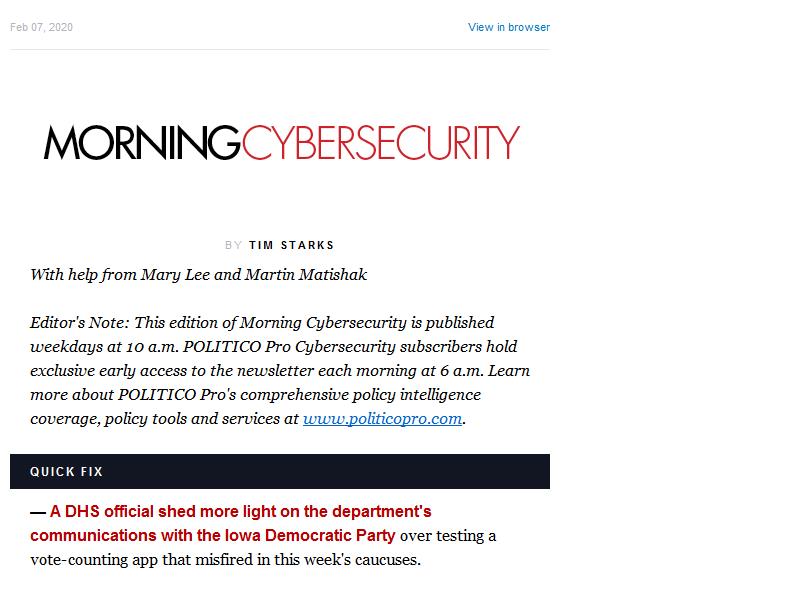 Feb 07, 2020 View in browser
MORNINGCYBERSECURITY
BY TIM STARKS
With help from Mary Lee and Martin Matishak
Editor's Note: This edition of Morning Cybersecurity is published
weekdays at 10 a.m. POLITICO Pro Cybersecurity subscribers hold
exclusive early access to the newsletter each morning at 6 a.m. Learn
more about POLITICO Pro's comprehensive policy intelligence
coverage, policy tools and services at www.politicopro.com.
QUICK FIX
— A DHS official shed more light on the department's
communications with the Iowa Democratic Party over testing a
vote-counting app that misfired in this week's caucuses.